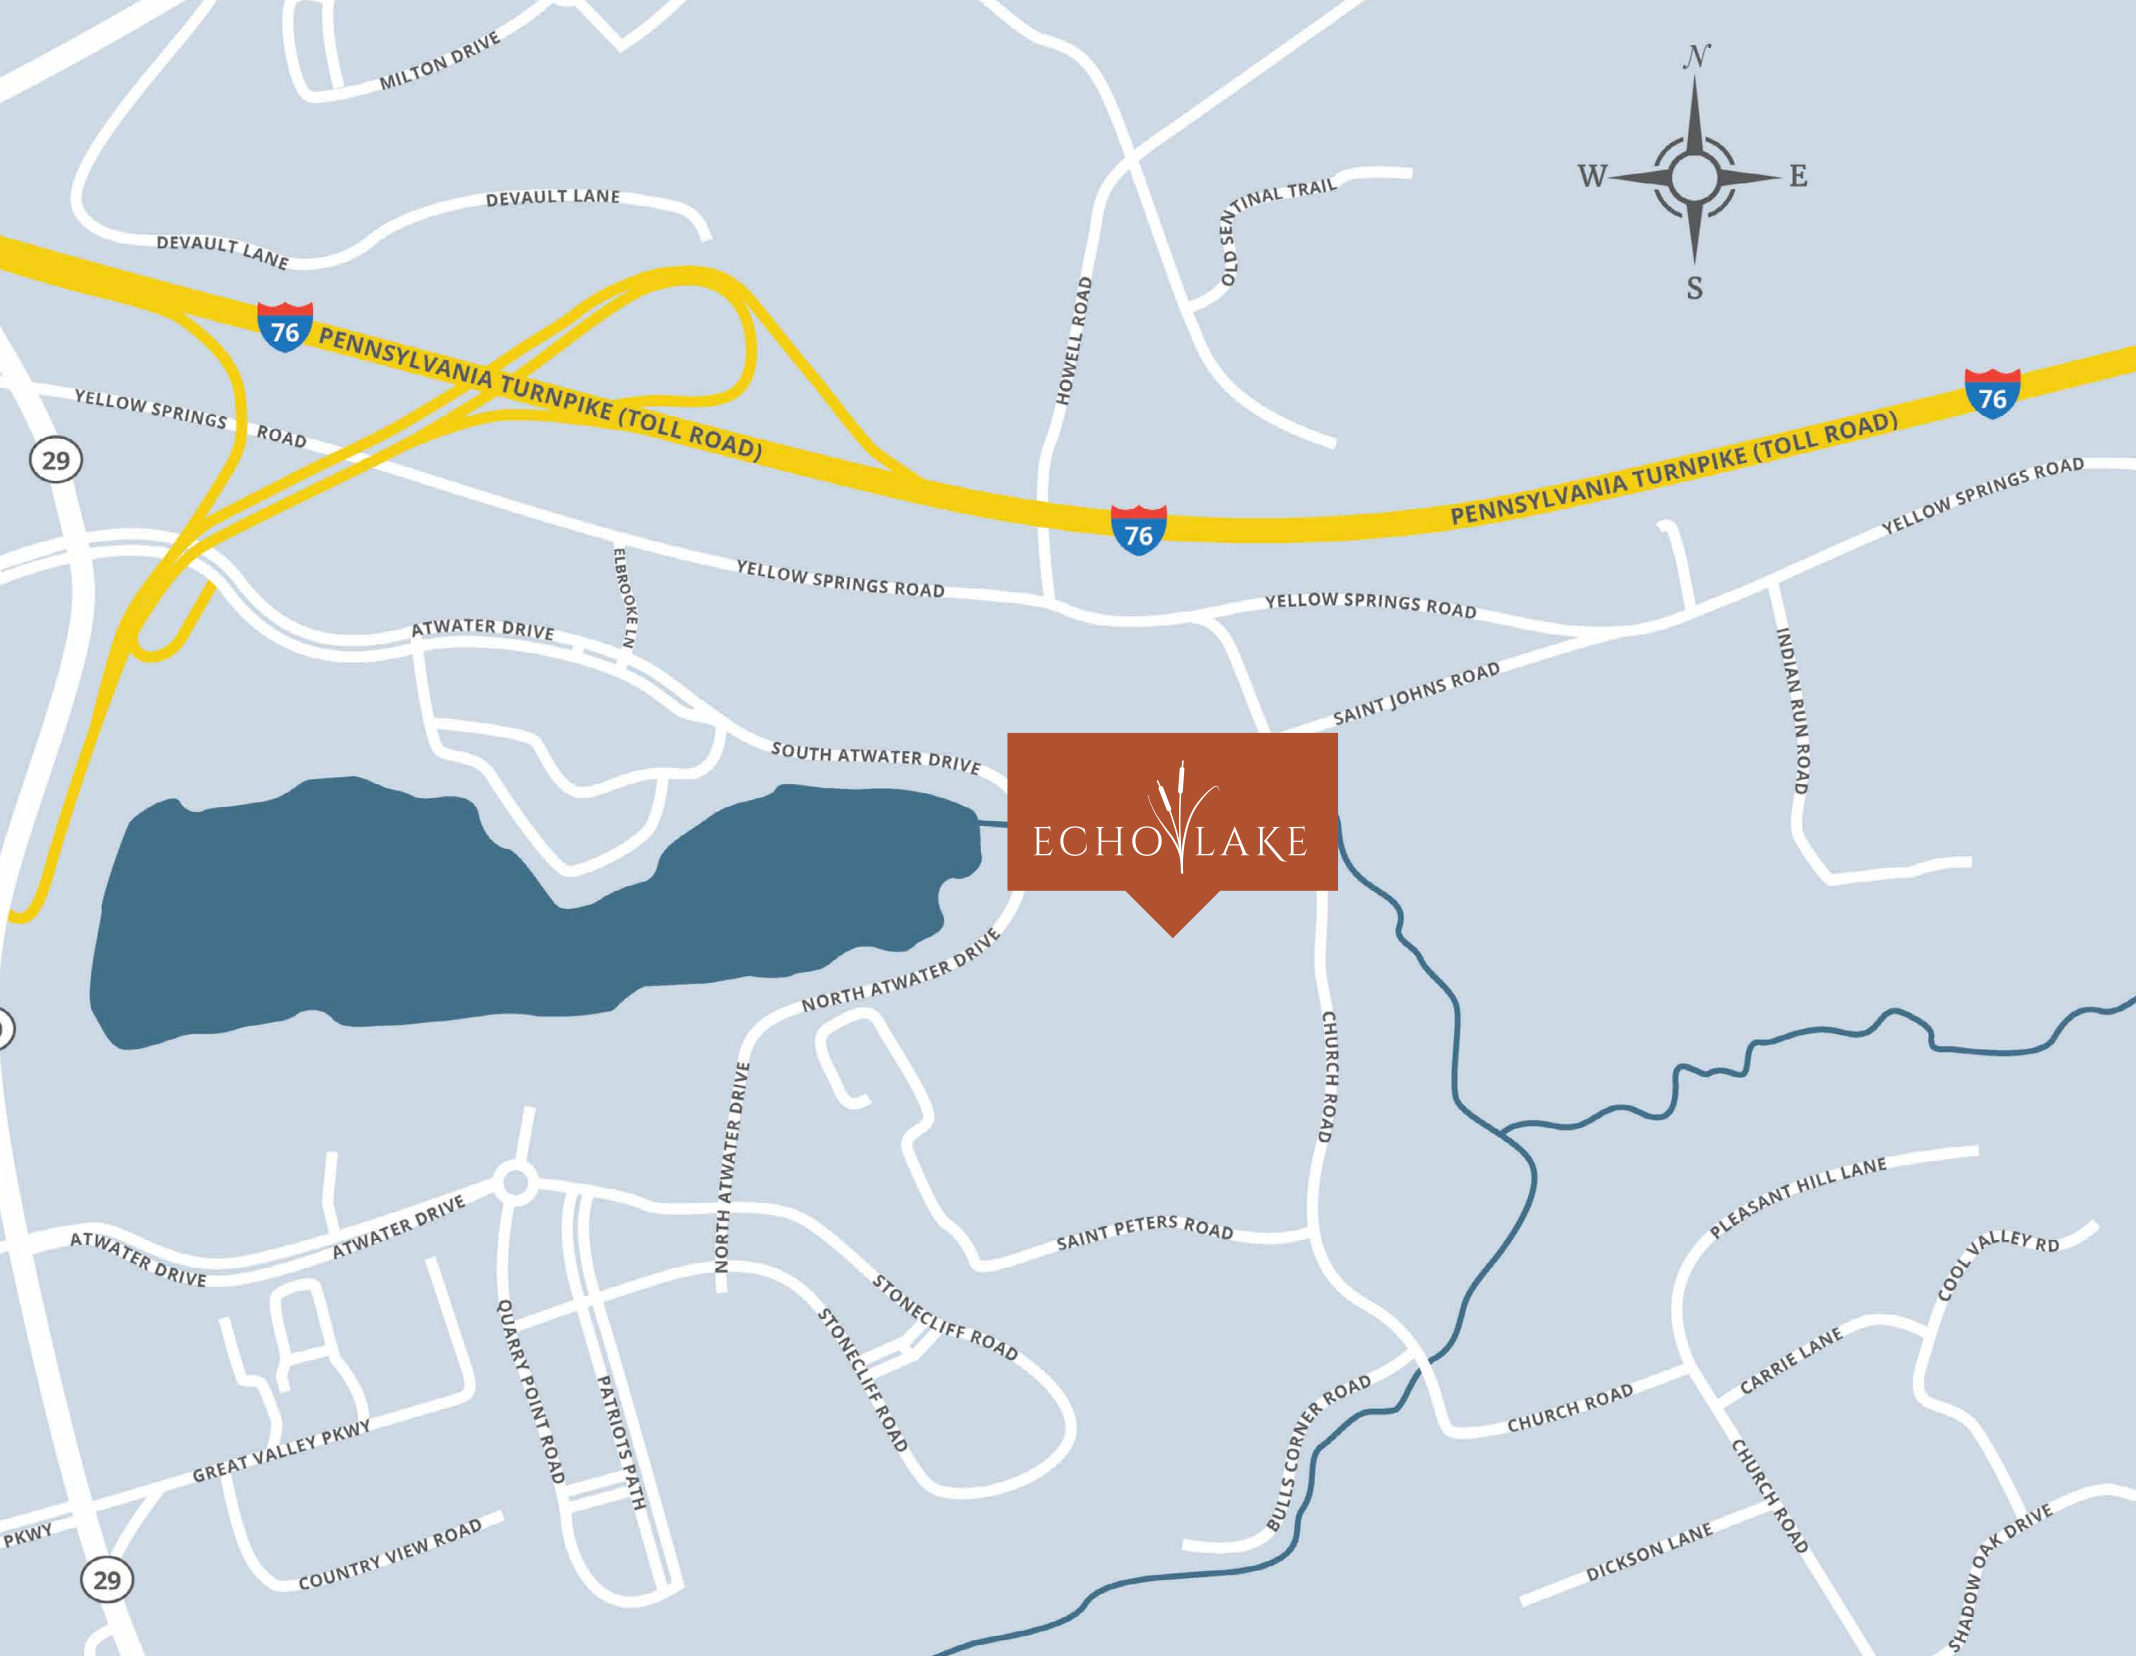 MILTON DRIVE
N
W
E
S
DEVAULT LANE
OLD SENTINAL TRAIL
DEVAULT LANE
HOWELL ROAD
76
PENNSYLVANIA TURNPIKE (TOLL ROAD)
76
YELLOW SPRINGS ROAD
29
PENNSYLVANIA TURNPIKE (TOLL ROAD)
YELLOW SPRINGS ROAD
76
ELBROOKE LN
YELLOW SPRINGS ROAD
YELLOW SPRINGS ROAD
ATWATER DRIVE
SAINT JOHNS ROAD
INDIAN RUN ROAD
SOUTH ATWATER DRIVE
ECHO LAKE
NORTH ATWATER DRIVE
CHURCH ROAD
NORTH ATWATER DRIVE
PLEASANT HILL LANE
ATWATER DRIVE
ATWATER DRIVE
SAINT PETERS ROAD
COOL VALLEY RD
STONECLIFF ROAD
STONECLIFF ROAD
QUARRY POINT ROAD
PATRIOTS PATH
CARRIE LANE
BULLS CORNER ROAD
CHURCH ROAD
GREAT VALLEY PKWY
CHURCH ROAD
PKWY
COUNTRY VIEW ROAD
DICKSON LANE
SHADOW OAK DRIVE
29